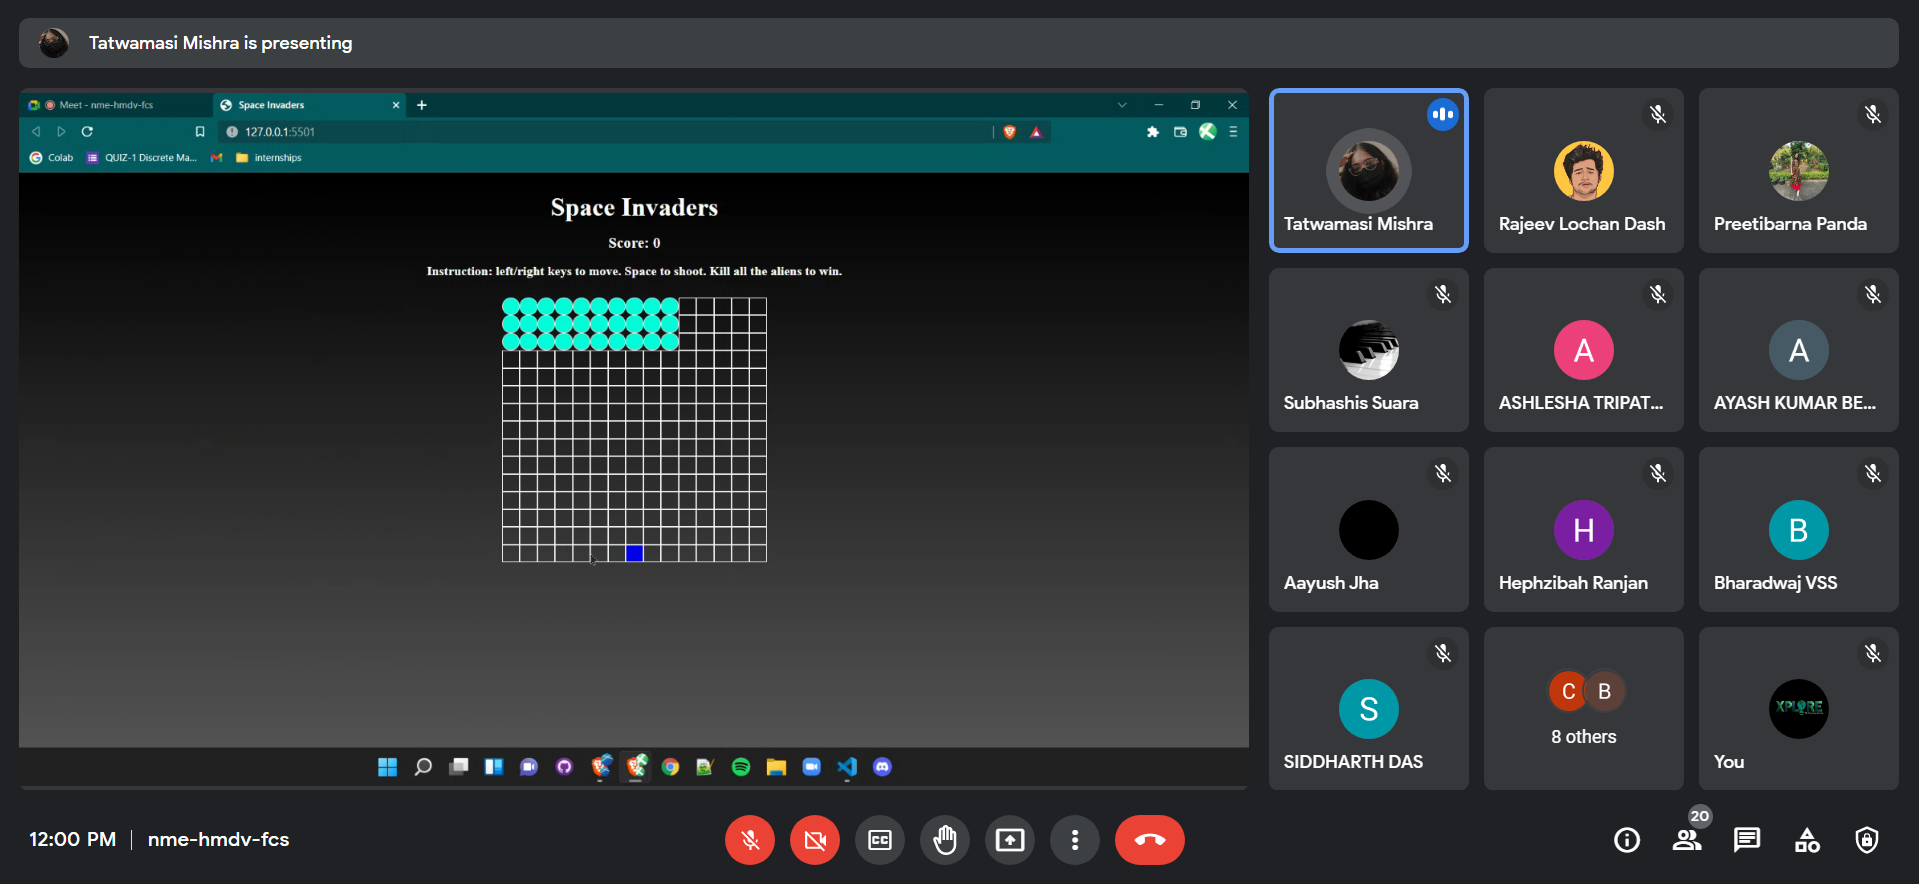 Tatwamasi Mishra is presenting
Meet - nme-hmdv-fcs
Space Invaders
127.0.0.1:5501
Colab
QUIZ-1 Discrete Ma...
internships
Space Invaders
Score: 0
Instruction: left/right keys to move. Space to shoot. Kill all the aliens to win.
Tatwamasi Mishra
Rajeev Lochan Dash
Preetibarna Panda
Subhashis Suara
A
ASHLESHA TRIPAT...
A
AYASH KUMAR BE...
Aayush Jha
H
Hephzibah Ranjan
B
Bharadwaj VSS
S
SIDDHARTH DAS
C B
8 others
XPLORE
You
12:00 PM | nme-hmdv-fcs
CC
20